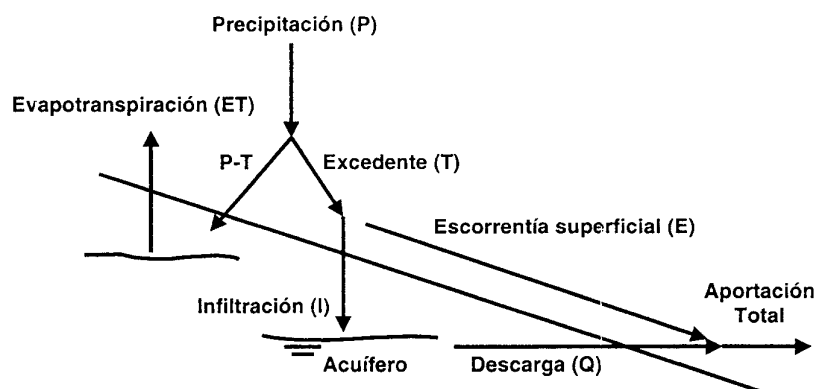 Precipitación (P)
Evapotranspiración (ET)
P-T
Excedente (T)
Escorrentía superficial (E)
Infiltración (I)
Aportación
Total
Acuífero
Descarga (Q)